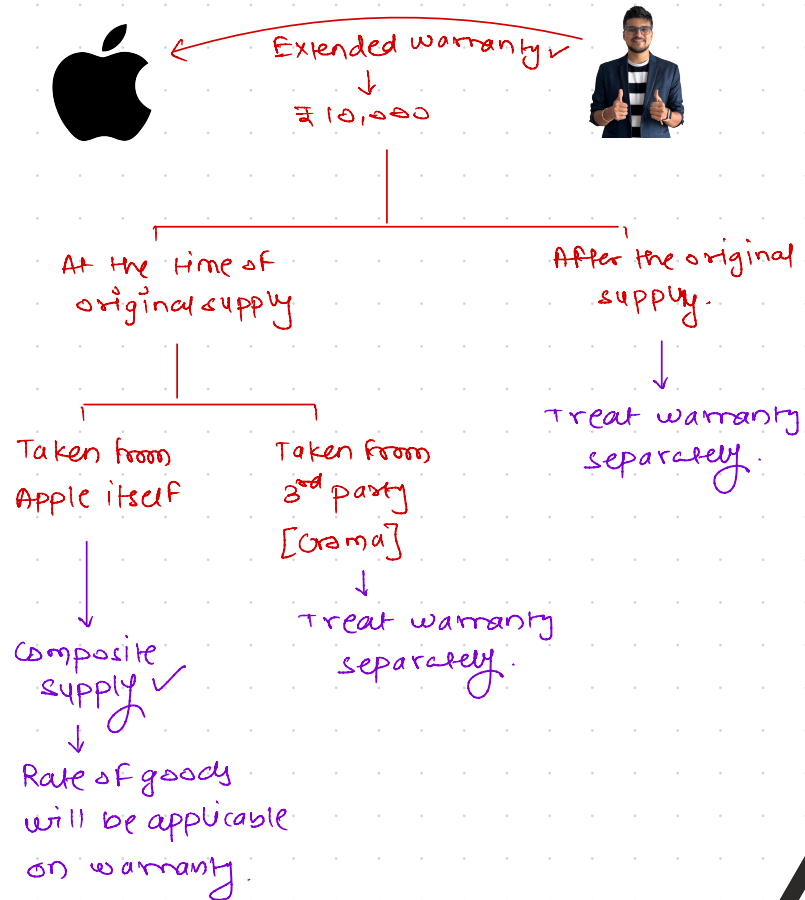 Extended warranty ✓
₹10,000
At the time of
original supply
After the original
supply.
Taken from
Apple itself
Taken from
3rd party
[Croma]
Treat warranty
separately.
Treat warranty
separately.
Composite
supply ✓
Rate of goods
will be applicable
on warranty.